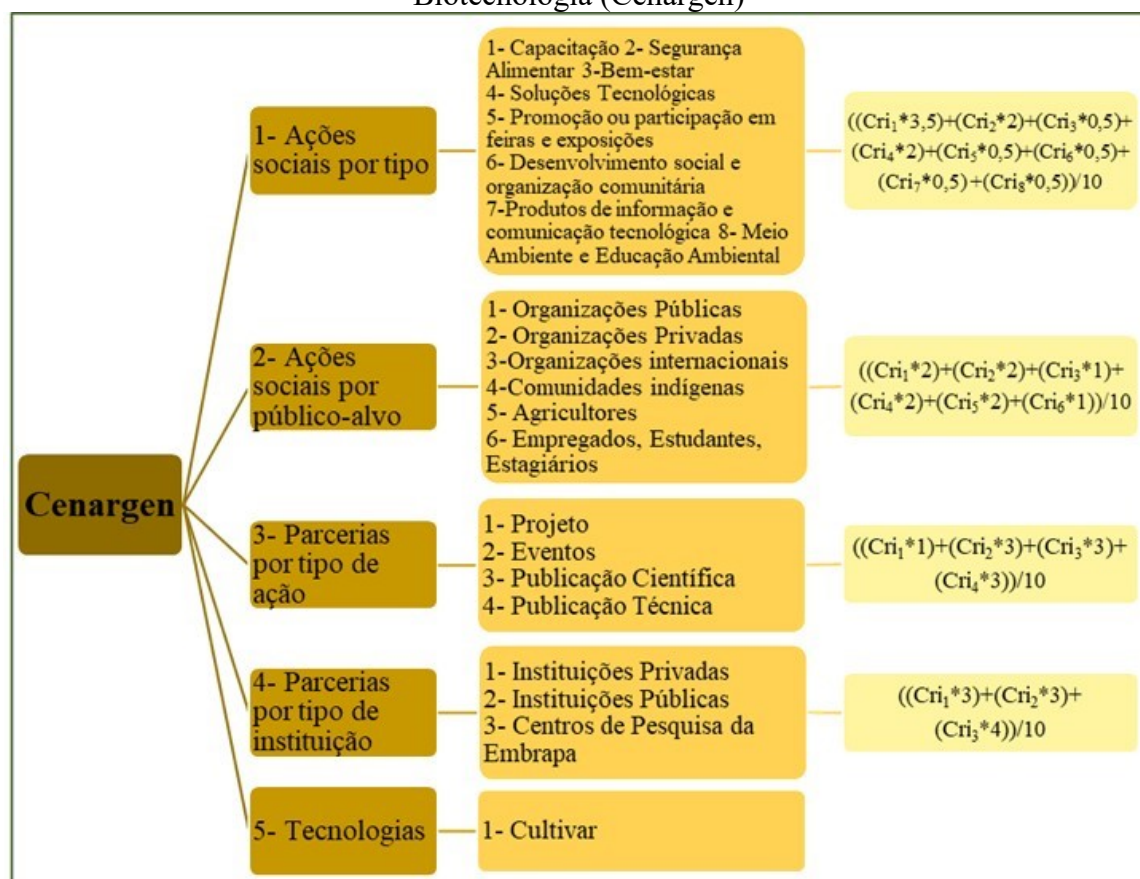 Biotecnologia (Cenargen)
Cenargen
1- Ações
sociais por tipo
1- Capacitação 2- Segurança
Alimentar 3-Bem-estar
4- Soluções Tecnológicas
5- Promoção ou participação em
feiras e exposições
6- Desenvolvimento social e
organização comunitária
7-Produtos de informação e
comunicação tecnológica 8- Meio
Ambiente e Educação Ambiental
((Cri₁*3,5)+(Cri₂*2)+(Cri₃*0,5)+
(Cri₄*2)+(Cri₅*0,5)+(Cri₆*0,5)+
(Cri₇*0,5)+(Cri₈*0,5))/10
2- Ações
sociais por
público-alvo
1- Organizações Públicas
2- Organizações Privadas
3-Organizações internacionais
4-Comunidades indígenas
5- Agricultores
6- Empregados, Estudantes,
Estagiários
((Cri₁*2)+(Cri₂*2)+(Cri₃*1)+
(Cri₄*2)+(Cri₅*2)+(Cri₆*1))/10
3- Parcerias
por tipo de
ação
1- Projeto
2- Eventos
3- Publicação Científica
4- Publicação Técnica
((Cri₁*1)+(Cri₂*3)+(Cri₃*3)+
(Cri₄*3))/10
4- Parcerias
por tipo de
instituição
1- Instituições Privadas
2- Instituições Públicas
3- Centros de Pesquisa da
Embrapa
((Cri₁*3)+(Cri₂*3)+
(Cri₃*4))/10
5- Tecnologias
1- Cultivar